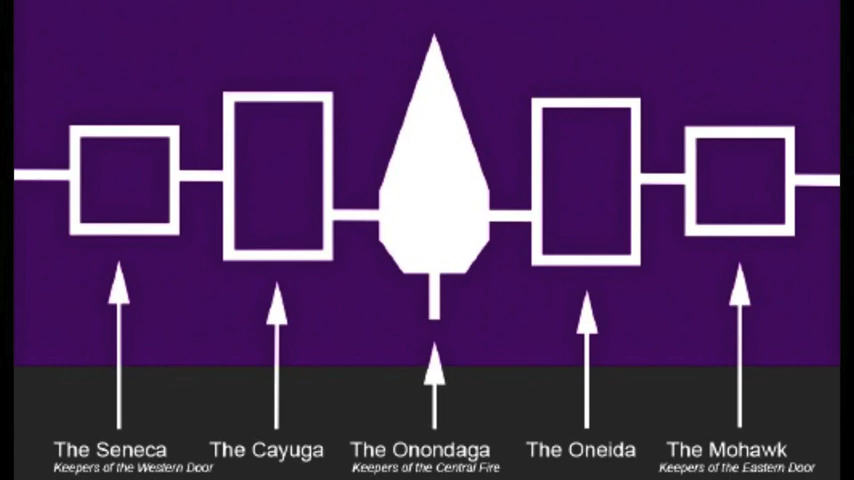 The Seneca
Keepers of the Western Door
The Cayuga
The Onondaga
Keepers of the Central Fire
The Oneida
The Mohawk
Keepers of the Eastern Door